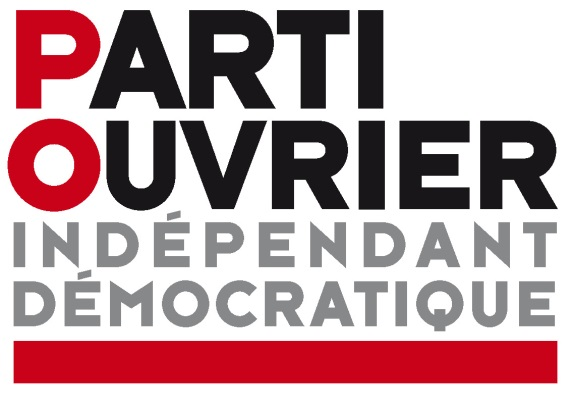 PARTI
OUVRIER
INDÉPENDANT
DÉMOCRATIQUE